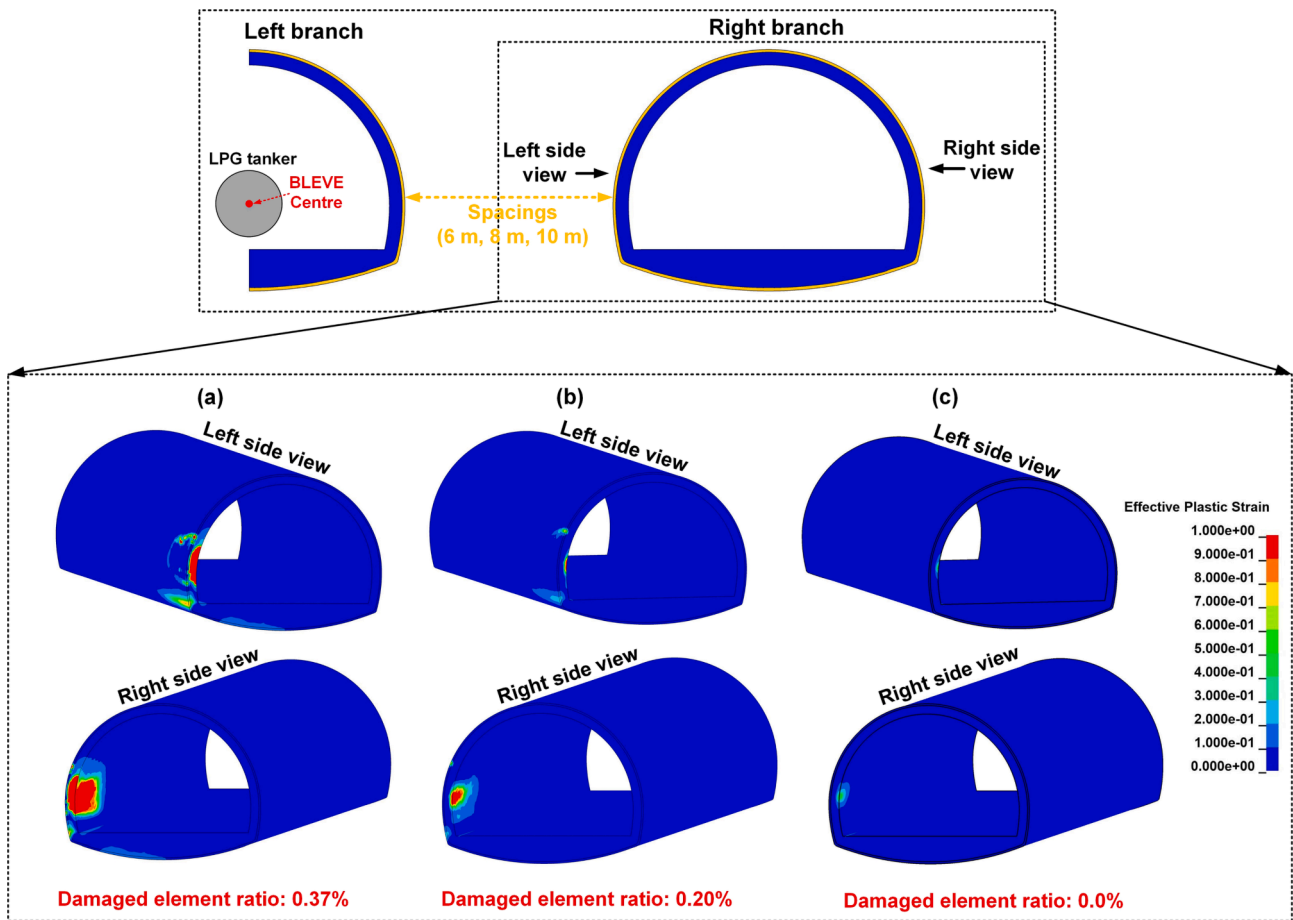 Left branch
Right branch
LPG tanker
BLEVE
Centre
Left side
view
Right side
view
Spacings
(6 m, 8 m, 10 m)
(a)
(b)
(c)
Left side view
Left side view
Left side view
Effective Plastic Strain
1.000e+00
9.000e-01
8.000e-01
7.000e-01
6.000e-01
5.000e-01
4.000e-01
3.000e-01
2.000e-01
1.000e-01
0.000e+00
Right side view
Right side view
Right side view
Damaged element ratio: 0.37%
Damaged element ratio: 0.20%
Damaged element ratio: 0.0%